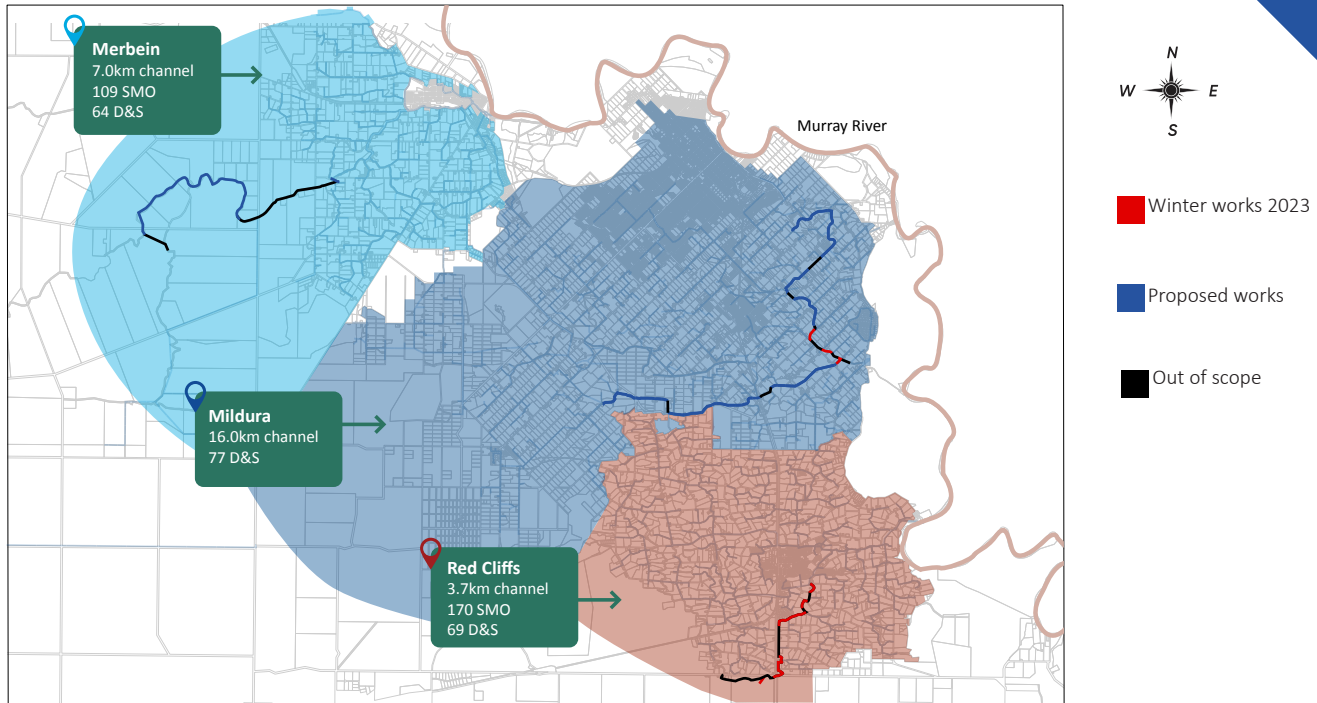 Merbein
7.0km channel
109 SMO
64 D&S
Mildura
16.0km channel
77 D&S
Red Cliffs
3.7km channel
170 SMO
69 D&S
Murray River
N
W E
S
Winter works 2023
Proposed works
Out of scope